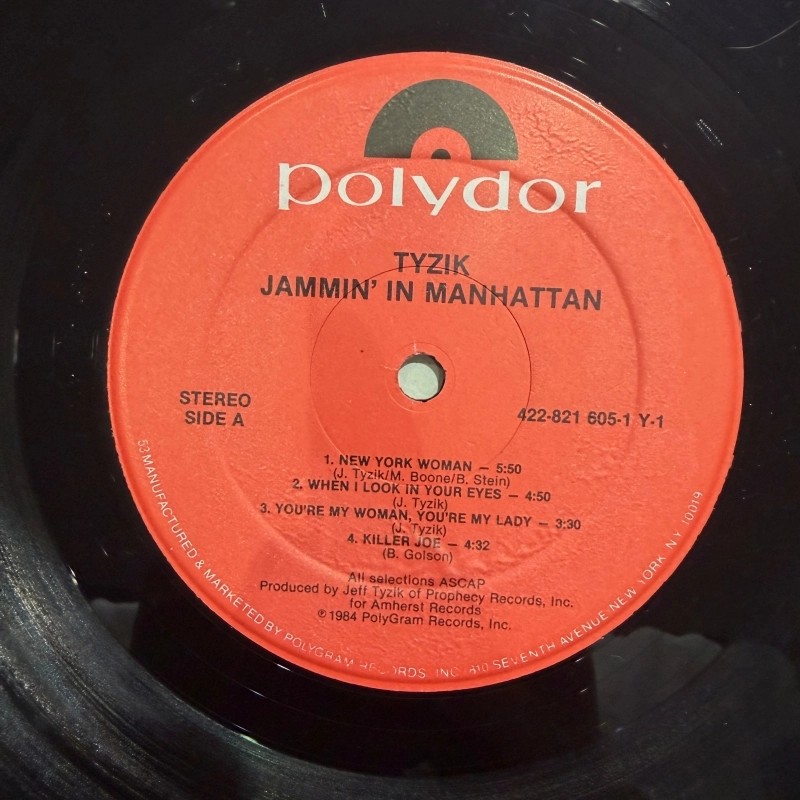 polydor
TYZIK
JAMMIN' IN MANHATTAN
STEREO
SIDE A
422-821 605-1 Y-1
1. NEW YORK WOMAN — 5:50
(J. Tyzik/M. Boone/B. Stein)
2. WHEN I LOOK IN YOUR EYES — 4:50
(J. Tyzik)
3. YOU'RE MY WOMAN, YOU'RE MY LADY — 3:30
(J. Tyzik)
4. KILLER JOE — 4:32
(B. Golson)
All selections ASCAP
Produced by Jeff Tyzik of Prophecy Records, Inc.
for Amherst Records
℗1984 PolyGram Records, Inc.
53 MANUFACTURED & MARKETED BY POLYGRAM RECORDS, INC. 810 SEVENTH AVENUE NEW YORK N.Y. 10019